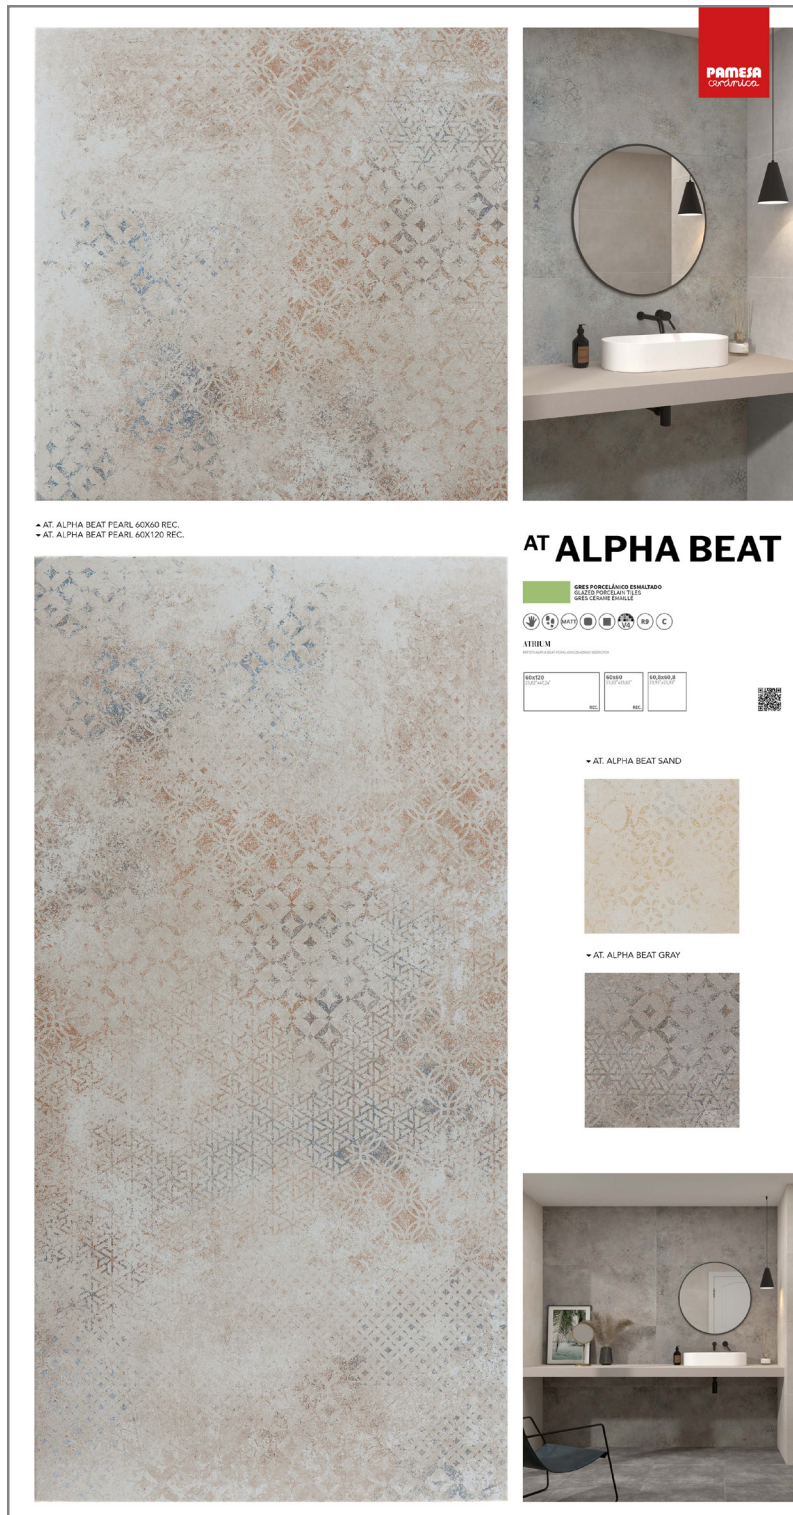 PAMESA
cerámica
AT. ALPHA BEAT PEARL 60X60 REC.
AT. ALPHA BEAT PEARL 60X120 REC.
AT ALPHA BEAT
GRES PORCELÁNICO ESMALTADO
GLAZED PORCELAIN TILES
GRÈS CÉRAME ÉMAILLÉ
MATT
V4
R9
C
ATRIUM
60x120
REC.
60x60
REC.
60,8x60,8
AT. ALPHA BEAT SAND
AT. ALPHA BEAT GRAY